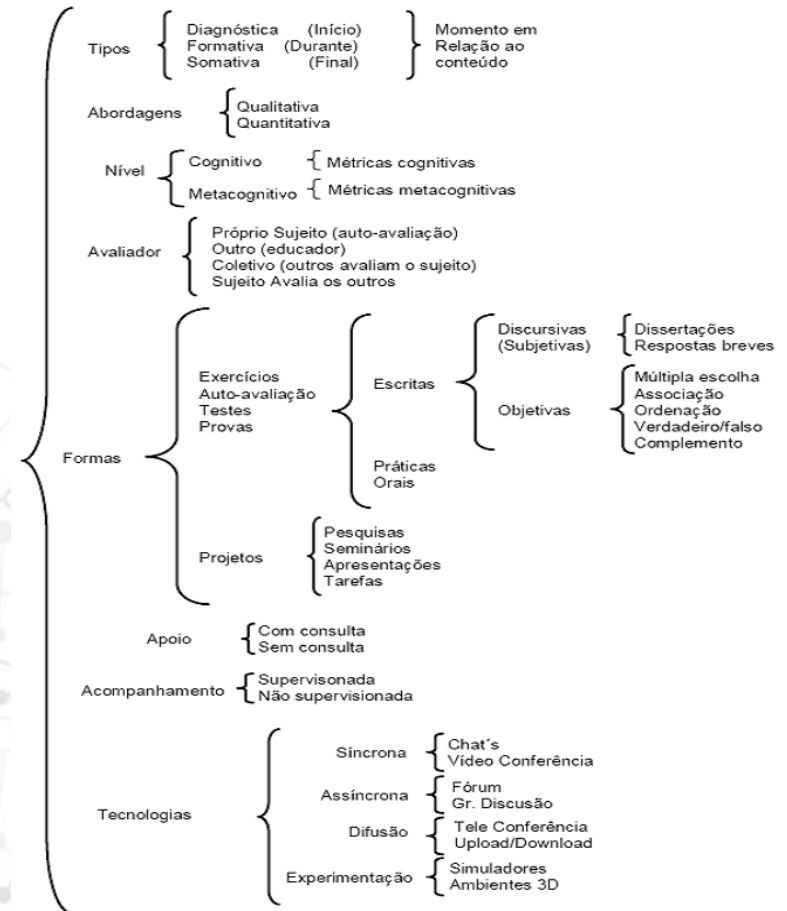 Tipos
Diagnóstica (Início)
Formativa (Durante)
Somativa (Final)
Momento em
Relação ao
conteúdo
Abordagens
Qualitativa
Quantitativa
Nível
Cognitivo
Métricas cognitivas
Metacognitivo
Métricas metacognitivas
Avaliador
Próprio Sujeito (auto-avaliação)
Outro (educador)
Coletivo (outros avaliam o sujeito)
Sujeito Avalia os outros
Formas
Exercícios
Auto-avaliação
Testes
Provas
Escritas
Discursivas
(Subjetivas)
Dissertações
Respostas breves
Objetivas
Múltipla escolha
Associação
Ordenação
Verdadeiro/falso
Complemento
Práticas
Orais
Projetos
Pesquisas
Seminários
Apresentações
Tarefas
Apoio
Com consulta
Sem consulta
Acompanhamento
Supervisonada
Não supervisionada
Tecnologias
Síncrona
Chat´s
Vídeo Conferência
Assíncrona
Fórum
Gr. Discusão
Difusão
Tele Conferência
Upload/Download
Experimentação
Simuladores
Ambientes 3D